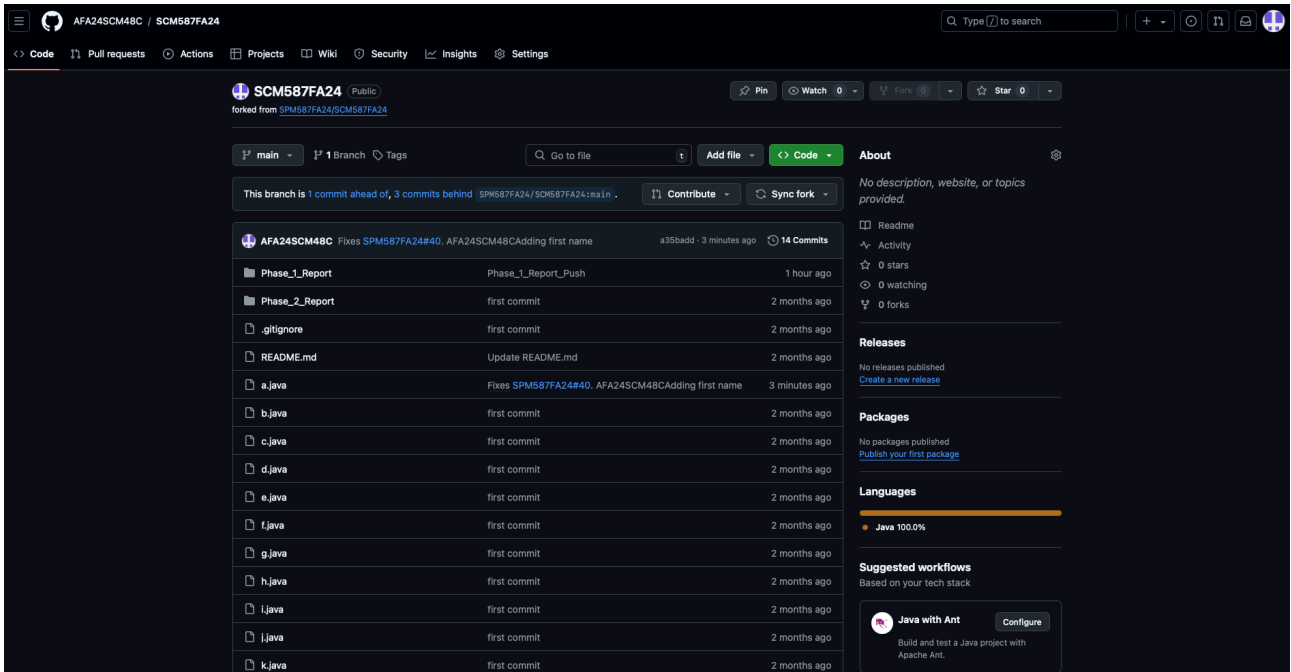 AFA24SCM48C / SCM587FA24
Type / to search
Code Pull requests Actions Projects Wiki Security Insights Settings
SCM587FA24 Public
Pin Watch 0 Fork 0 Star 0
forked from SPM587FA24/SCM587FA24
main 1 Branch Tags Go to file t Add file Code
This branch is 1 commit ahead of, 3 commits behind SPM587FA24/SCM587FA24:main . Contribute Sync fork
AFA24SCM48C Fixes SPM587FA24#40. AFA24SCM48CAdding first name a35badd · 3 minutes ago 14 Commits
Phase_1_Report Phase_1_Report_Push 1 hour ago
Phase_2_Report first commit 2 months ago
.gitignore first commit 2 months ago
README.md Update README.md 2 months ago
a.java Fixes SPM587FA24#40. AFA24SCM48CAdding first name 3 minutes ago
b.java first commit 2 months ago
c.java first commit 2 months ago
d.java first commit 2 months ago
e.java first commit 2 months ago
f.java first commit 2 months ago
g.java first commit 2 months ago
h.java first commit 2 months ago
i.java first commit 2 months ago
j.java first commit 2 months ago
k.java first commit 2 months ago
About
No description, website, or topics
provided.
Readme
Activity
0 stars
0 watching
0 forks
Releases
No releases published
Create a new release
Packages
No packages published
Publish your first package
Languages
Java 100.0%
Suggested workflows
Based on your tech stack
Java with Ant Configure
Build and test a Java project with
Apache Ant.